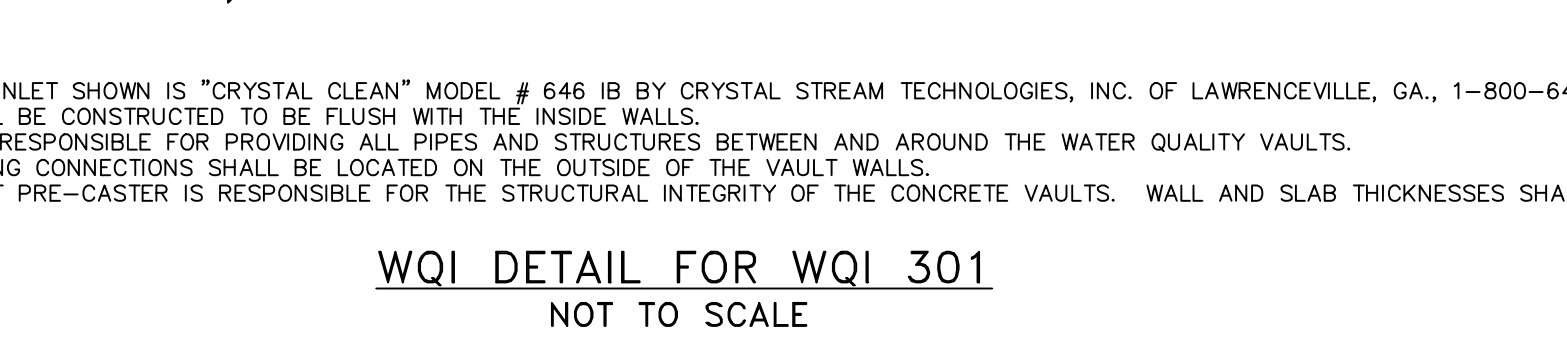 NLET SHOWN IS "CRYSTAL CLEAN" MODEL # 646 IB BY CRYSTAL STREAM TECHNOLOGIES, INC. OF LAWRENCEVILLE, GA., 1-800-64
BE CONSTRUCTED TO BE FLUSH WITH THE INSIDE WALLS.
RESPONSIBLE FOR PROVIDING ALL PIPES AND STRUCTURES BETWEEN AND AROUND THE WATER QUALITY VAULTS.
NG CONNECTIONS SHALL BE LOCATED ON THE OUTSIDE OF THE VAULT WALLS.
PRE-CASTER IS RESPONSIBLE FOR THE STRUCTURAL INTEGRITY OF THE CONCRETE VAULTS. WALL AND SLAB THICKNESSES SHA
WQI DETAIL FOR WQI 301
NOT TO SCALE